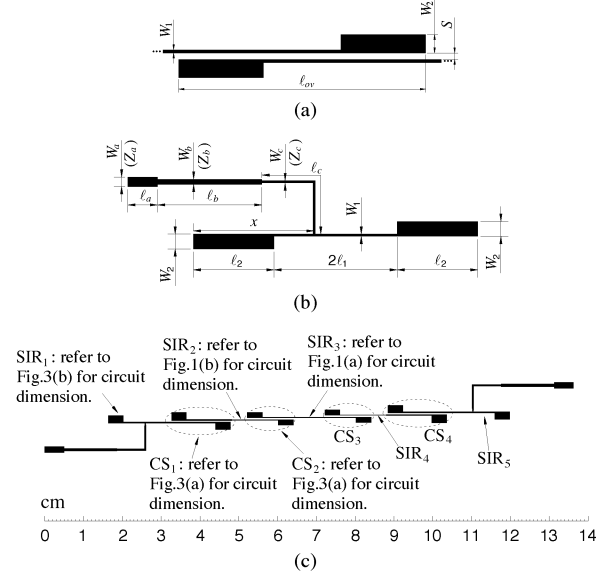 W1
W2
S
ℓov
(a)
Wa
(Za)
Wb
(Zb)
Wc
(Zc)
ℓc
ℓa
ℓb
x
W1
W2
W2
ℓ2
2ℓ1
ℓ2
(b)
SIR1: refer to
Fig.3(b) for circuit
dimension.
SIR2: refer to
Fig.1(b) for circuit
dimension.
SIR3: refer to
Fig.1(a) for circuit
dimension.
CS3
SIR4
CS4
SIR5
CS1: refer to
Fig.3(a) for circuit
dimension.
CS2: refer to
Fig.3(a) for circuit
dimension.
cm
0 1 2 3 4 5 6 7 8 9 10 11 12 13 14
(c)